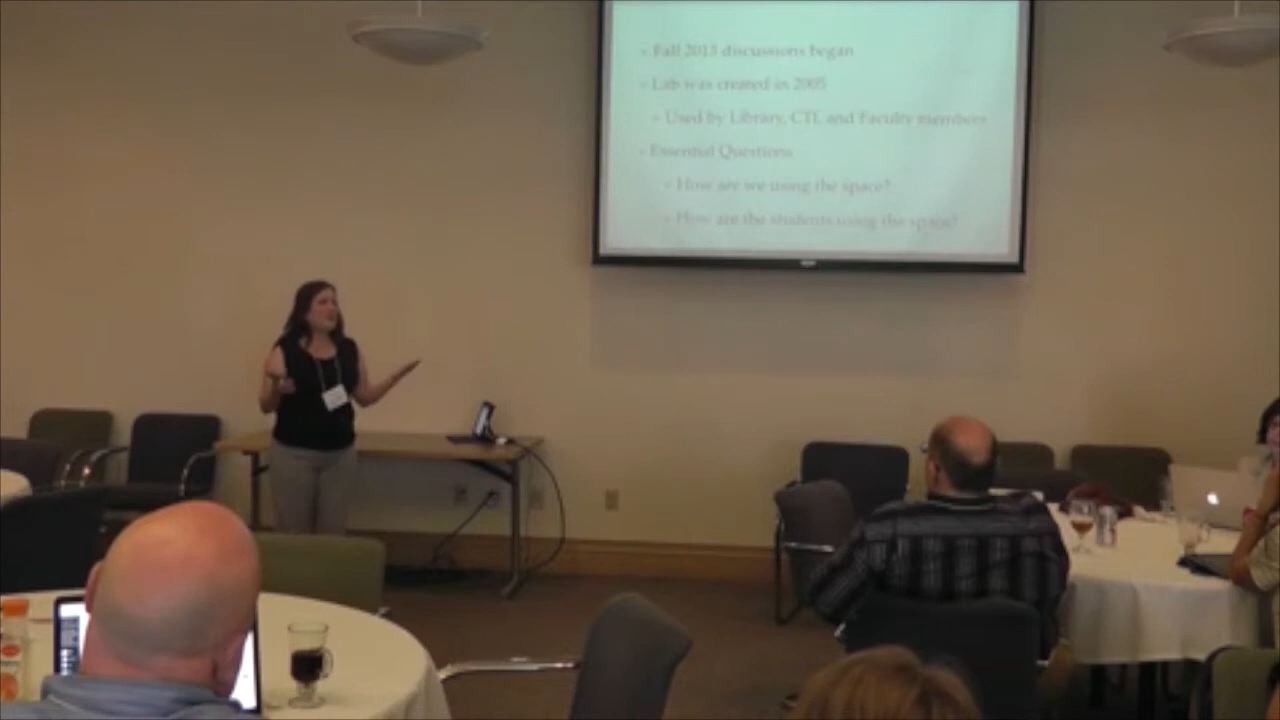 - Fall 2013 discussions began
- Lab was created in 2005
- Used by Library, CTL and Faculty members
- Essential Questions
- How are we using the space?
- How are the students using the space?